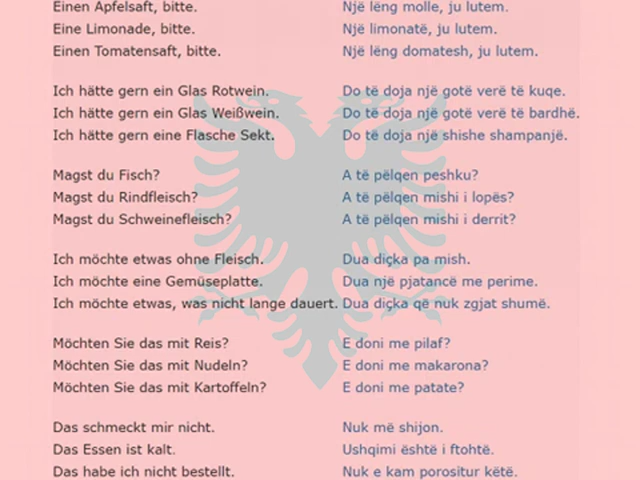 Einen Apfelsaft, bitte. Një lëng molle, ju lutem.
Eine Limonade, bitte. Një limonatë, ju lutem.
Einen Tomatensaft, bitte. Një lëng domatesh, ju lutem.
Ich hätte gern ein Glas Rotwein. Do të doja një gotë verë të kuqe.
Ich hätte gern ein Glas Weißwein. Do të doja një gotë verë të bardhë.
Ich hätte gern eine Flasche Sekt. Do të doja një shishe shampanjë.
Magst du Fisch? A të pëlqen peshku?
Magst du Rindfleisch? A të pëlqen mishi i lopës?
Magst du Schweinefleisch? A të pëlqen mishi i derrit?
Ich möchte etwas ohne Fleisch. Dua diçka pa mish.
Ich möchte eine Gemüseplatte. Dua një pjatancë me perime.
Ich möchte etwas, was nicht lange dauert. Dua diçka që nuk zgjat shumë.
Möchten Sie das mit Reis? E doni me pilaf?
Möchten Sie das mit Nudeln? E doni me makarona?
Möchten Sie das mit Kartoffeln? E doni me patate?
Das schmeckt mir nicht. Nuk më shijon.
Das Essen ist kalt. Ushqimi është i ftohtë.
Das habe ich nicht bestellt. Nuk e kam porositur këtë.